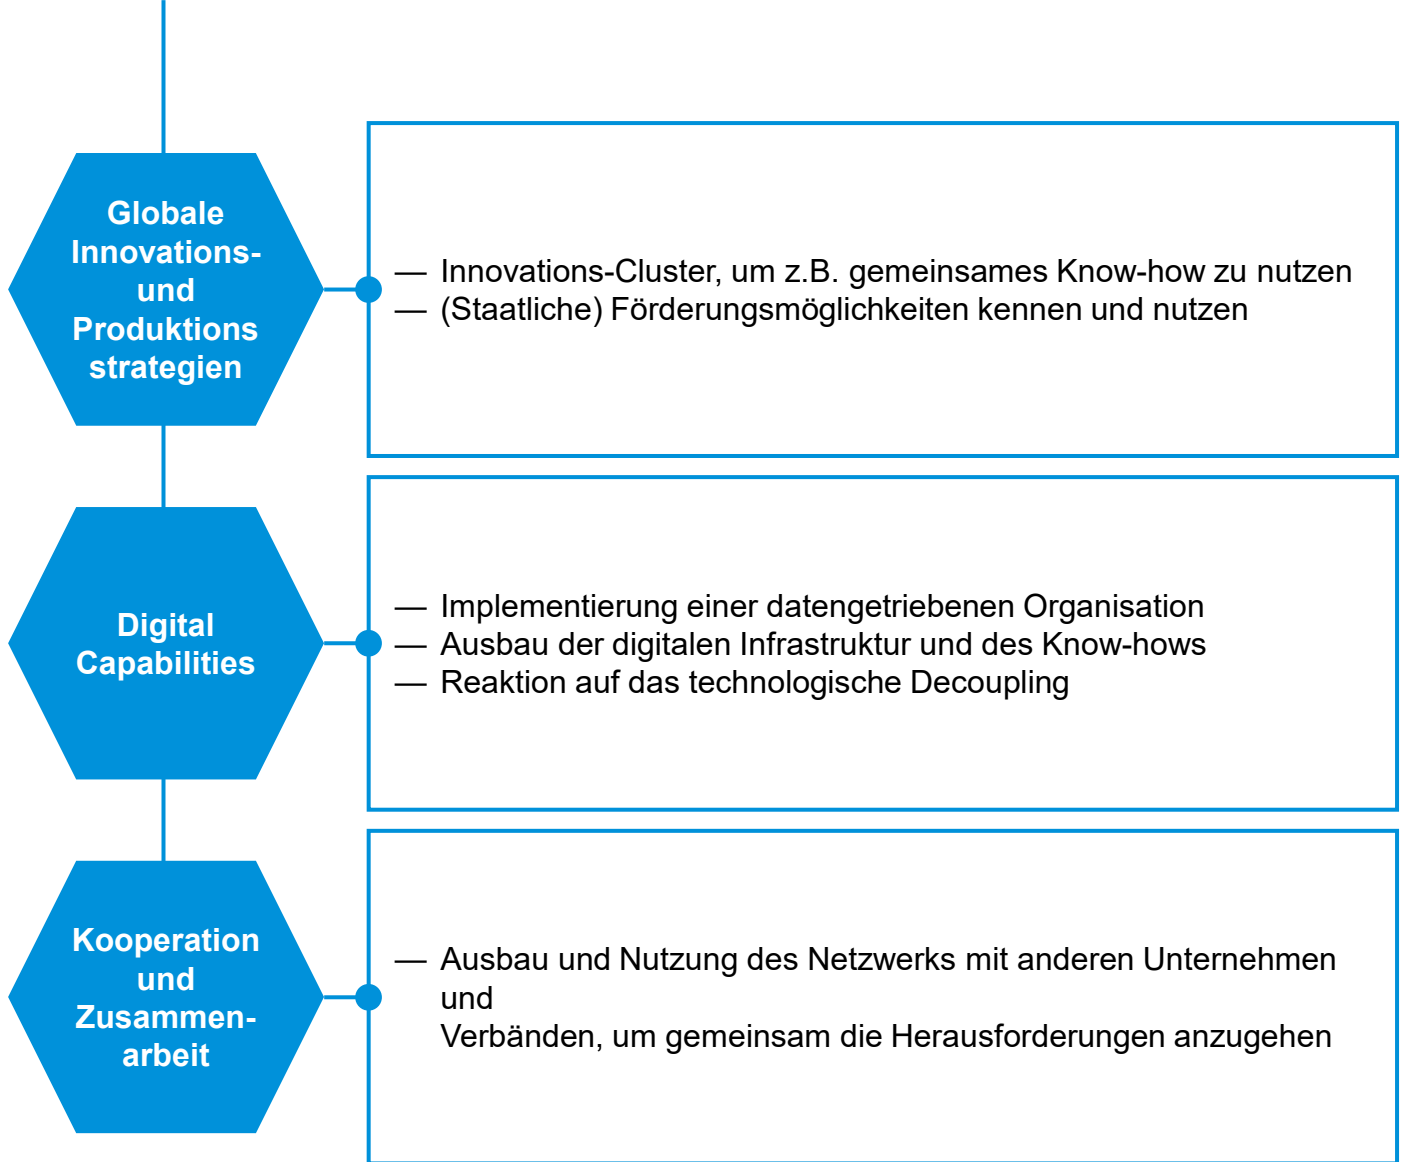 Globale
Innovations-
und
Produktions
strategien
— Innovations-Cluster, um z.B. gemeinsames Know-how zu nutzen
— (Staatliche) Förderungsmöglichkeiten kennen und nutzen
Digital
Capabilities
— Implementierung einer datengetriebenen Organisation
— Ausbau der digitalen Infrastruktur und des Know-hows
— Reaktion auf das technologische Decoupling
Kooperation
und
Zusammen-
arbeit
— Ausbau und Nutzung des Netzwerks mit anderen Unternehmen
und
Verbänden, um gemeinsam die Herausforderungen anzugehen